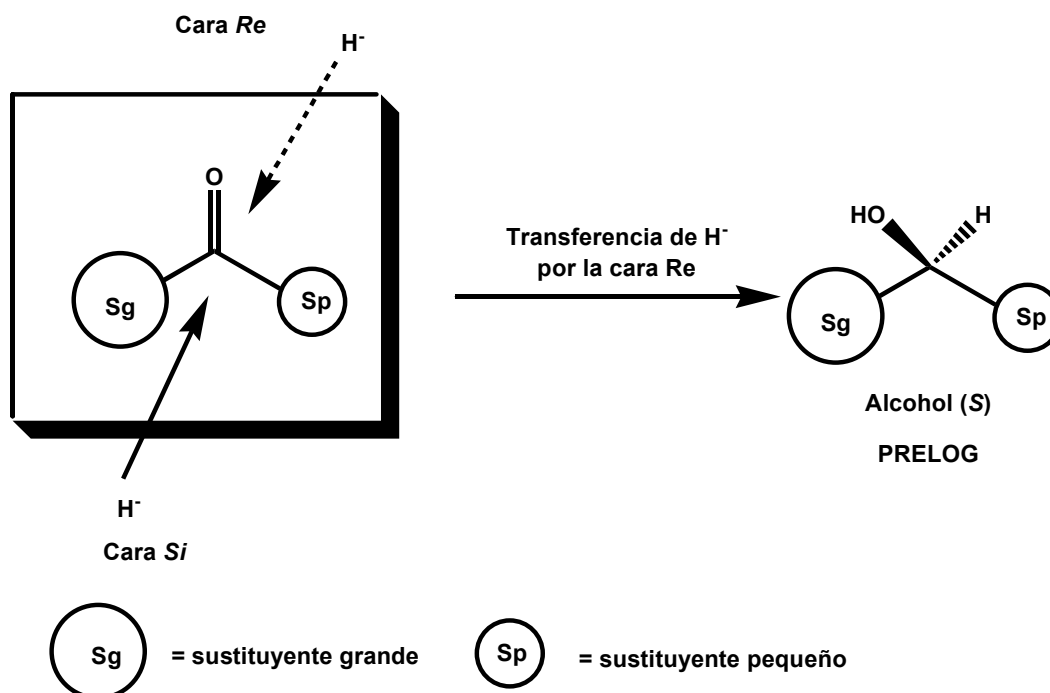 Cara Re
H-
O
Sg
Sp
H-
Cara Si
Transferencia de H-
por la cara Re
HO
H
Sg
Sp
Alcohol (S)
PRELOG
Sg = sustituyente grande
Sp = sustituyente pequeño